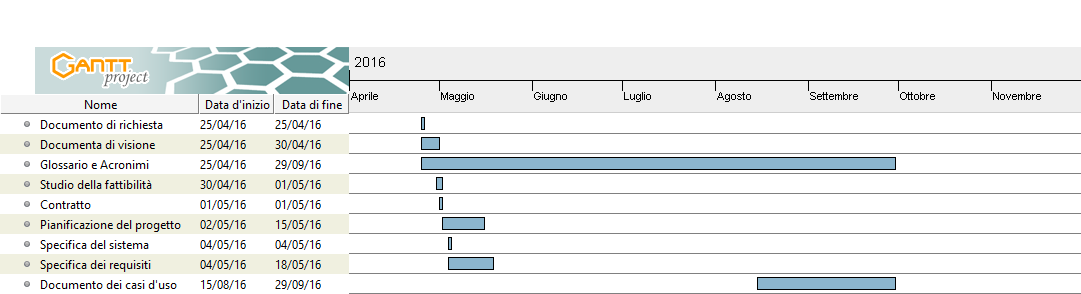 GANTT
project
2016
Aprile Maggio Giugno Luglio Agosto Settembre Ottobre Novembre
Nome Data d'inizio Data di fine
Documento di richiesta 25/04/16 25/04/16
Documenta di visione 25/04/16 30/04/16
Glossario e Acronimi 25/04/16 29/09/16
Studio della fattibilità 30/04/16 01/05/16
Contratto 01/05/16 01/05/16
Pianificazione del progetto 02/05/16 15/05/16
Specifica del sistema 04/05/16 04/05/16
Specifica dei requisiti 04/05/16 18/05/16
Documento dei casi d'uso 15/08/16 29/09/16